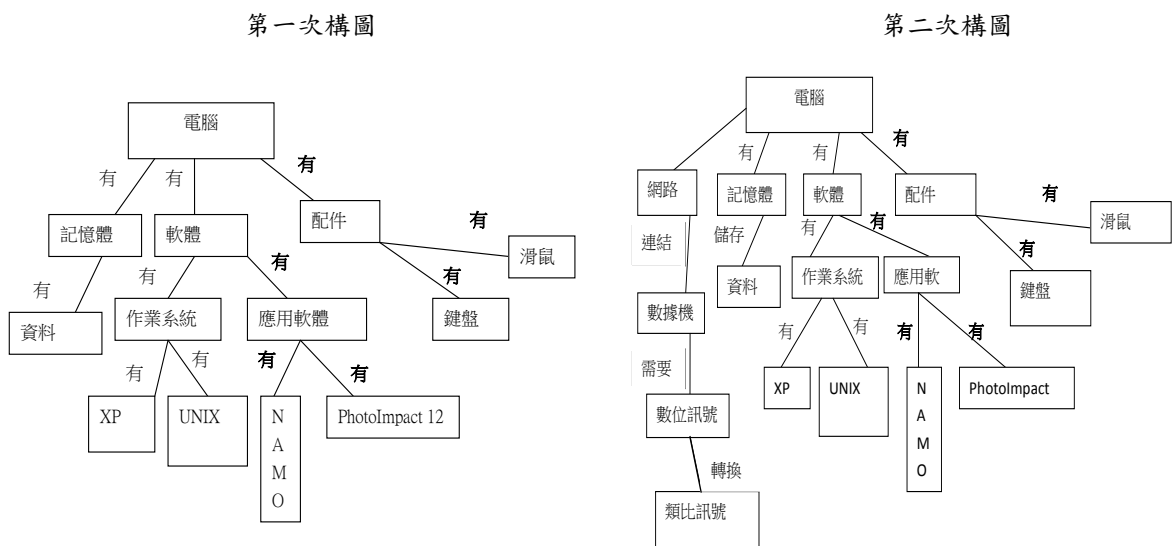 第一次構圖
電腦
有
有
有
記憶體
軟體
配件
有
滑鼠
有
有
有
有
資料
作業系統
應用軟體
鍵盤
有
有
有
有
XP
UNIX
N
A
M
O
PhotoImpact 12
第二次構圖
電腦
有
有
有
網路
記憶體
軟體
配件
有
滑鼠
連結
儲存
有
有
有
數據機
資料
作業系統
應用軟
鍵盤
需要
有
有
有
有
XP
UNIX
N
A
M
O
PhotoImpact
數位訊號
轉換
類比訊號